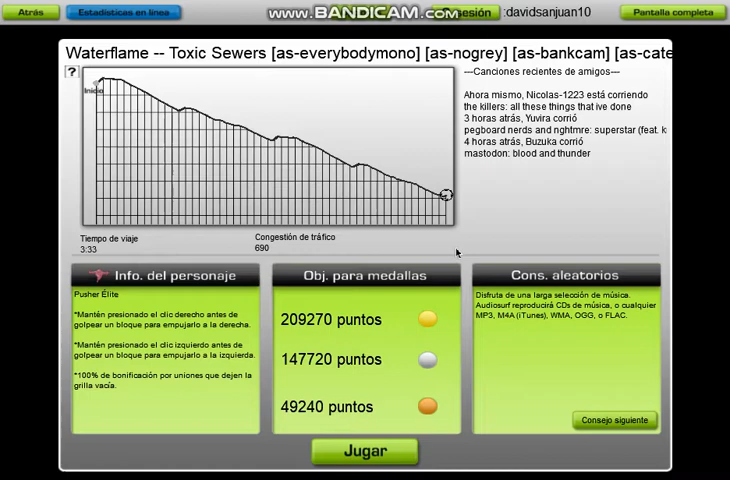 Atrás
Estadísticas en línea
www.BANDICAM.com
sesión
:davidsanjuan10
Pantalla completa
Waterflame -- Toxic Sewers [as-everybodymono] [as-nogrey] [as-bankcam] [as-cate
?
Inicio
---Canciones recientes de amigos---
Ahora mismo, Nicolas-1223 está corriendo
the killers: all these things that ive done
3 horas atrás, Yuvira corrió
pegboard nerds and nghtmre: superstar (feat. k
4 horas atrás, Buzuka corrió
mastodon: blood and thunder
Tiempo de viaje
3:33
Congestión de tráfico
690
Info. del personaje
Pusher Élite
*Mantén presionado el clic derecho antes de
golpear un bloque para empujarlo a la derecha.
*Mantén presionado el clic izquierdo antes de
golpear un bloque para empujarlo a la izquierda.
*100% de bonificación por uniones que dejen la
grilla vacía.
Obj. para medallas
209270 puntos
147720 puntos
49240 puntos
Cons. aleatorios
Disfruta de una larga selección de música.
Audiosurf reproducirá CDs de música, o cualquier
MP3, M4A (iTunes), WMA, OGG, o FLAC.
Consejo siguiente
Jugar